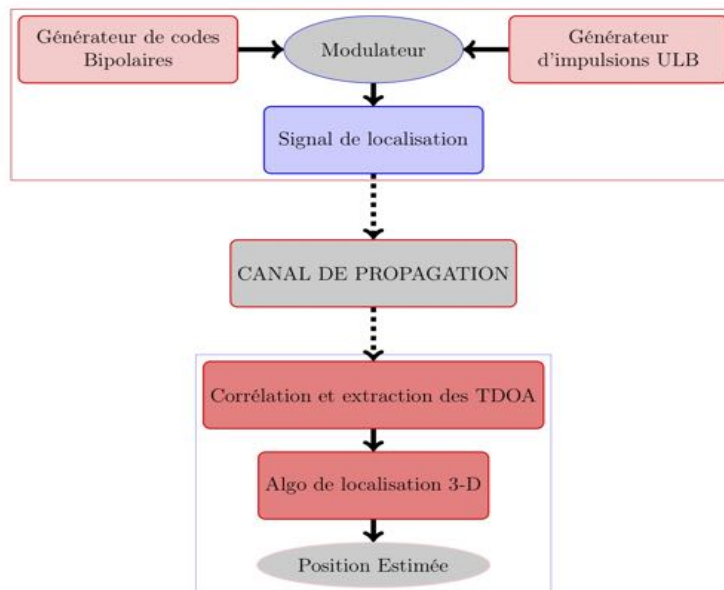 Générateur de codes
Bipolaires
Modulateur
Générateur
d'impulsions ULB
Signal de localisation
CANAL DE PROPAGATION
Corrélation et extraction des TDOA
Algo de localisation 3-D
Position Estimée